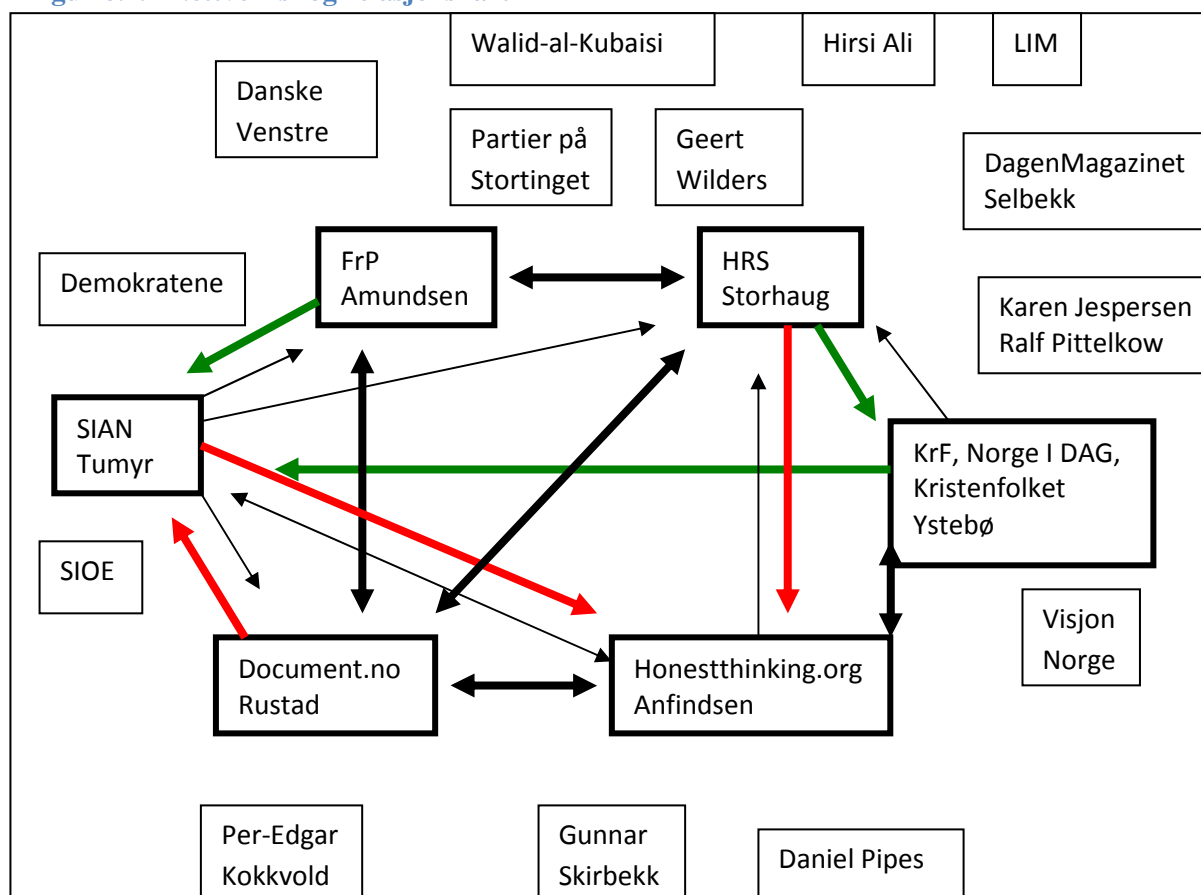 Walid-al-Kubaisi
Hirsi Ali
LIM
Danske
Venstre
Partier på
Stortinget
Geert
Wilders
DagenMagazinet
Selbekk
FrP
Amundsen
HRS
Storhaug
Demokratene
Karen Jespersen
Ralf Pittelkow
SIAN
Tumyr
KrF, Norge I DAG,
Kristenfolket
Ystebø
SIOE
Visjon
Norge
Document.no
Rustad
Honestthinking.org
Anfindsen
Per-Edgar
Kokkvold
Gunnar
Skirbekk
Daniel Pipes